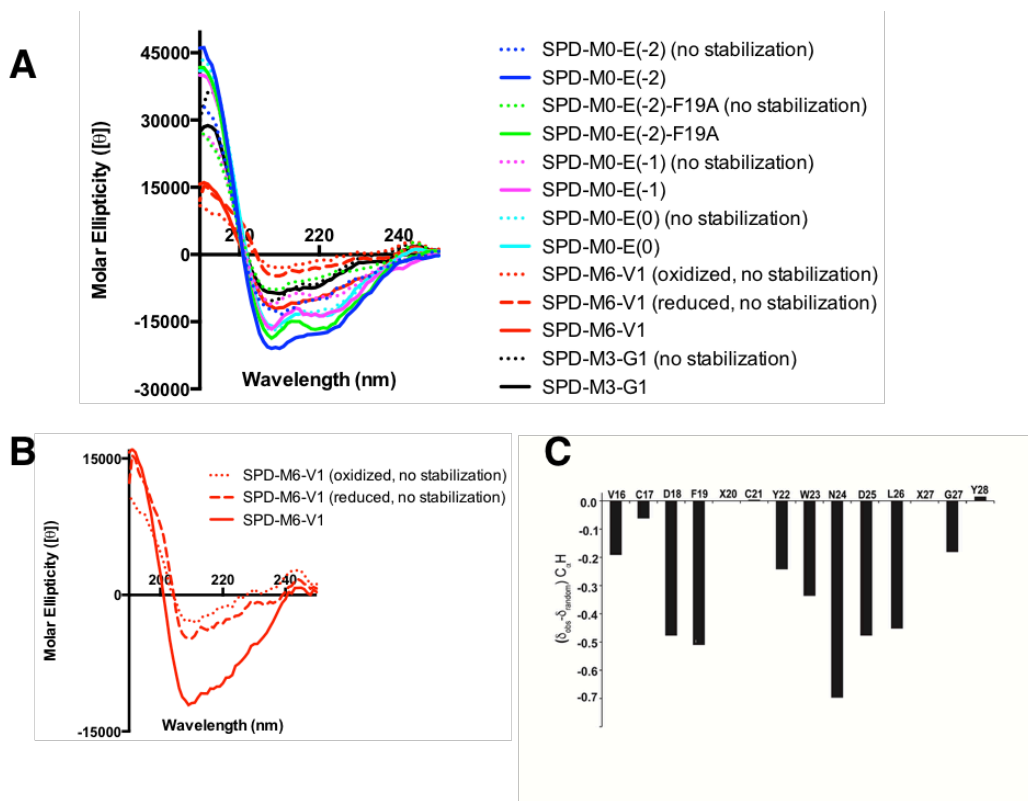 A
Molar Ellipticity ([θ])
45000
30000
15000
0
-15000
-30000
220
240
Wavelength (nm)
SPD-M0-E(-2) (no stabilization)
SPD-M0-E(-2)
SPD-M0-E(-2)-F19A (no stabilization)
SPD-M0-E(-2)-F19A
SPD-M0-E(-1) (no stabilization)
SPD-M0-E(-1)
SPD-M0-E(0) (no stabilization)
SPD-M0-E(0)
SPD-M6-V1 (oxidized, no stabilization)
SPD-M6-V1 (reduced, no stabilization)
SPD-M6-V1
SPD-M3-G1 (no stabilization)
SPD-M3-G1
B
Molar Ellipticity ([θ])
15000
0
-15000
200 220 240
Wavelength (nm)
SPD-M6-V1 (oxidized, no stabilization)
SPD-M6-V1 (reduced, no stabilization)
SPD-M6-V1
C
V16 C17 D18 F19 X20 C21 Y22 W23 N24 D25 L26 X27 G27 Y28
0.0
-0.1
-0.2
-0.3
-0.4
-0.5
-0.6
-0.7
(δobs-δrandom) CαH